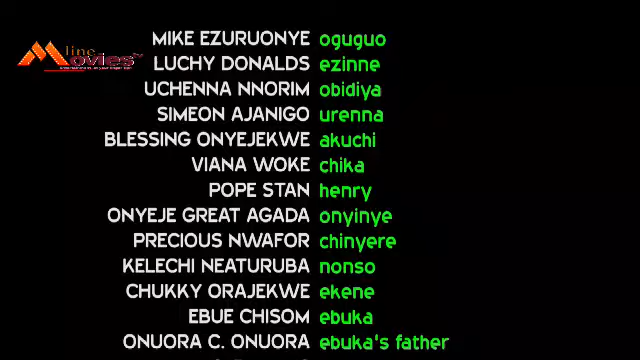 MIKE EZURUONYE oguguo
line
Movies
LUCHY DONALDS ezinne
UCHENNA NNORIM obidiya
SIMEON AJANIGO urenna
BLESSING ONYEJEKWE akuchi
VIANA WOKE chika
POPE STAN henry
ONYEJE GREAT AGADA onyinye
PRECIOUS NWAFOR chinyere
KELECHI NEATURUBA nonso
CHUKKY ORAJEKWE ekene
EBUE CHISOM ebuka
ONUORA C. ONUORA ebuka's father